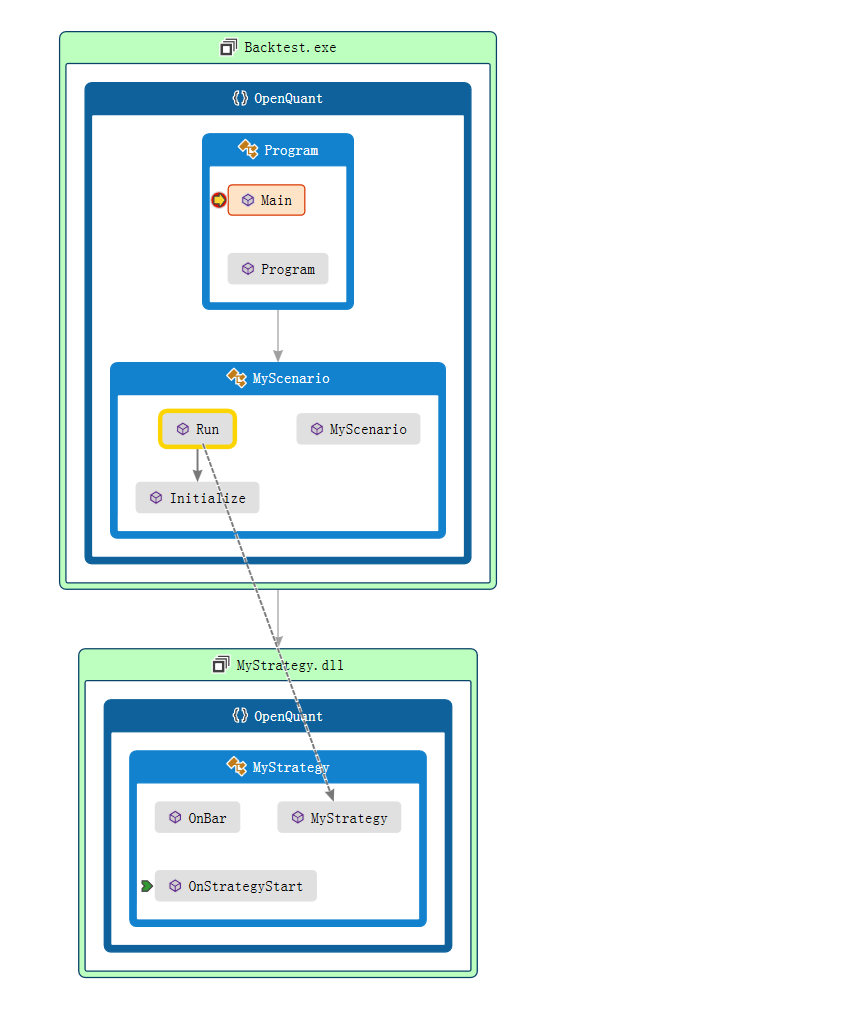 Backtest.exe
OpenQuant
Program
Main
Program
MyScenario
Run
MyScenario
Initialize
MyStrategy.dll
OpenQuant
MyStrategy
OnBar
MyStrategy
OnStrategyStart